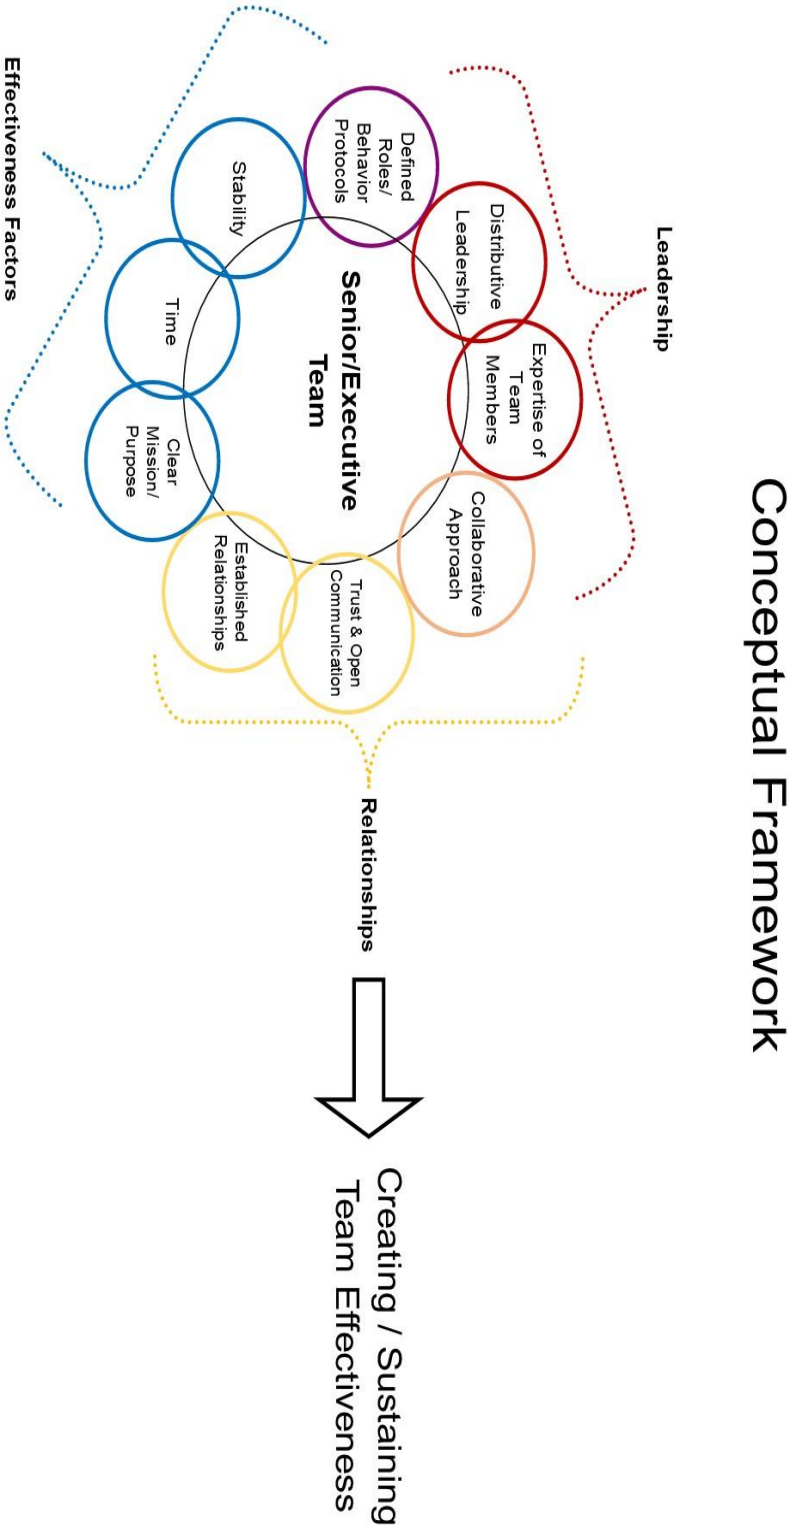 Conceptual Framework
Leadership
Expertise of
Team
Members
Distributive
Leadership
Collaborative
Approach
Defined
Roles/
Behavior
Protocols
Senior/Executive
Team
Trust & Open
Communication
Relationships
Creating / Sustaining
Team Effectiveness
Stability
Established
Relationships
Time
Clear
Mission/
Purpose
Effectiveness Factors